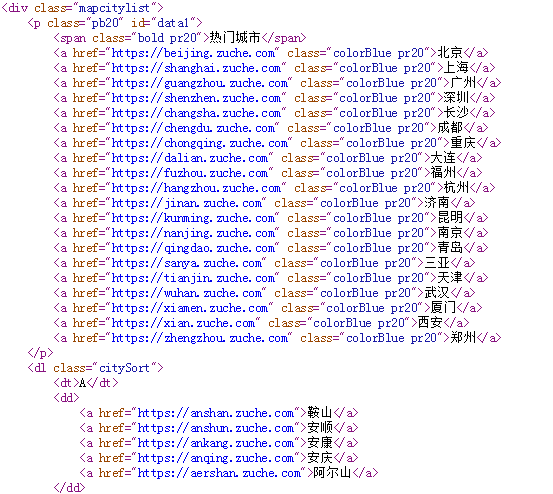 <div class="mapcitylist">
<p class="pb20" id="data1">
<span class="bold pr20">热门城市</span>
<a href="https://beijing.zuche.com" class="colorBlue pr20">北京</a>
<a href="https://shanghai.zuche.com" class="colorBlue pr20">上海</a>
<a href="https://guangzhou.zuche.com" class="colorBlue pr20">广州</a>
<a href="https://shenzhen.zuche.com" class="colorBlue pr20">深圳</a>
<a href="https://changsha.zuche.com" class="colorBlue pr20">长沙</a>
<a href="https://chengdu.zuche.com" class="colorBlue pr20">成都</a>
<a href="https://chongqing.zuche.com" class="colorBlue pr20">重庆</a>
<a href="https://dalian.zuche.com" class="colorBlue pr20">大连</a>
<a href="https://fuzhou.zuche.com" class="colorBlue pr20">福州</a>
<a href="https://hangzhou.zuche.com" class="colorBlue pr20">杭州</a>
<a href="https://jinan.zuche.com" class="colorBlue pr20">济南</a>
<a href="https://kunming.zuche.com" class="colorBlue pr20">昆明</a>
<a href="https://nanjing.zuche.com" class="colorBlue pr20">南京</a>
<a href="https://qingdao.zuche.com" class="colorBlue pr20">青岛</a>
<a href="https://sanya.zuche.com" class="colorBlue pr20">三亚</a>
<a href="https://tianjin.zuche.com" class="colorBlue pr20">天津</a>
<a href="https://wuhan.zuche.com" class="colorBlue pr20">武汉</a>
<a href="https://xiamen.zuche.com" class="colorBlue pr20">厦门</a>
<a href="https://xian.zuche.com" class="colorBlue pr20">西安</a>
<a href="https://zhengzhou.zuche.com" class="colorBlue pr20">郑州</a>
</p>
<dl class="citySort">
<dt>A</dt>
<dd>
<a href="https://anshan.zuche.com">鞍山</a>
<a href="https://anshun.zuche.com">安顺</a>
<a href="https://ankang.zuche.com">安康</a>
<a href="https://anqing.zuche.com">安庆</a>
<a href="https://aershan.zuche.com">阿尔山</a>
</dd>